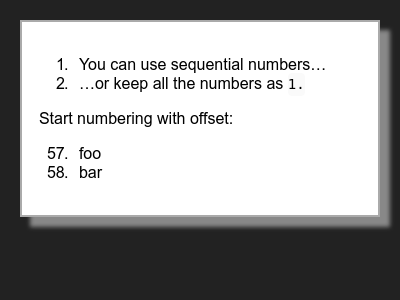 1. You can use sequential numbers…
2. …or keep all the numbers as 1.
Start numbering with offset:
57. foo
58. bar